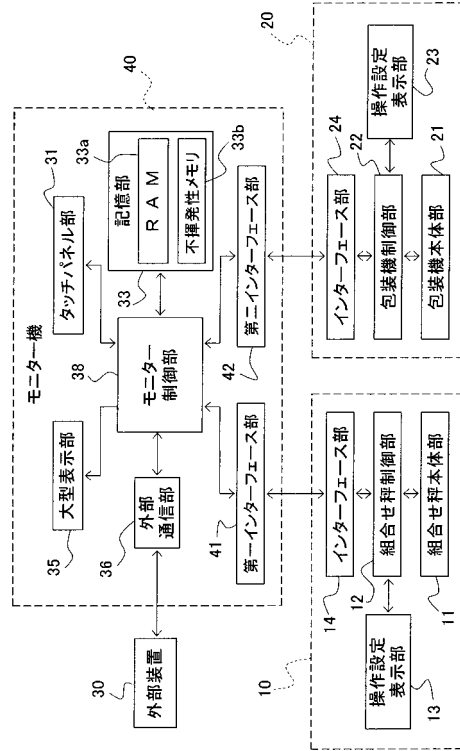 モニター機
40
大型表示部
35
タッチパネル部
31
外部装置
30
外部
通信部
36
モニター
制御部
38
記憶部
33
RAM
33a
不揮発性メモリ
33b
第一インターフェース部
41
第二インターフェース部
42
10
インターフェース部
14
組合せ秤制御部
12
組合せ秤本体部
11
操作設定
表示部
13
20
インターフェース部
24
包装機制御部
22
包装機本体部
21
操作設定
表示部
23